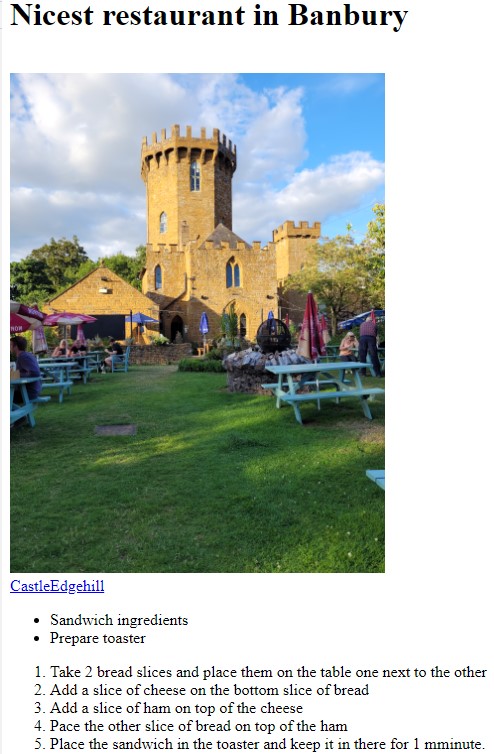 Nicest restaurant in Banbury
CastleEdgehill
Sandwich ingredients
Prepare toaster
1. Take 2 bread slices and place them on the table one next to the other
2. Add a slice of cheese on the bottom slice of bread
3. Add a slice of ham on top of the cheese
4. Pace the other slice of bread on top of the ham
5. Place the sandwich in the toaster and keep it in there for 1 mminute.